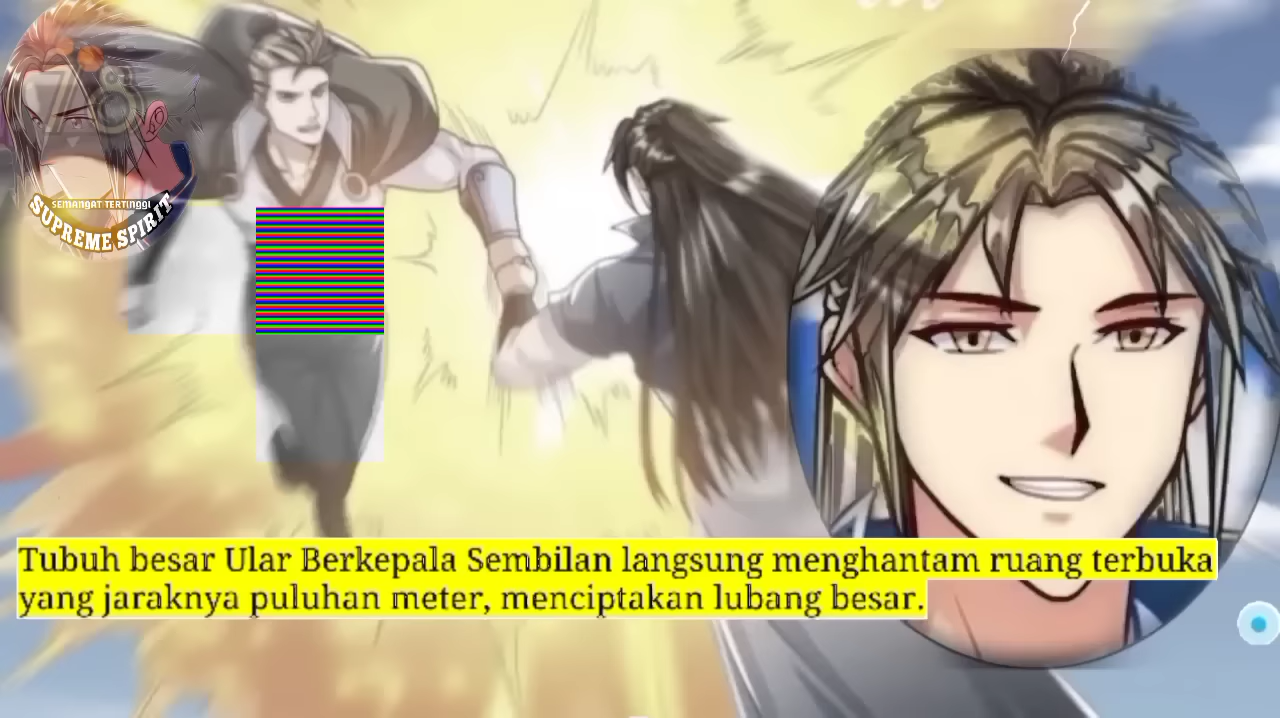 78
SEMANGAT TERTINGGI
SUPREME SPIRIT
Tubuh besar Ular Berkepala Sembilan langsung menghantam ruang terbuka
yang jaraknya puluhan meter, menciptakan lubang besar.